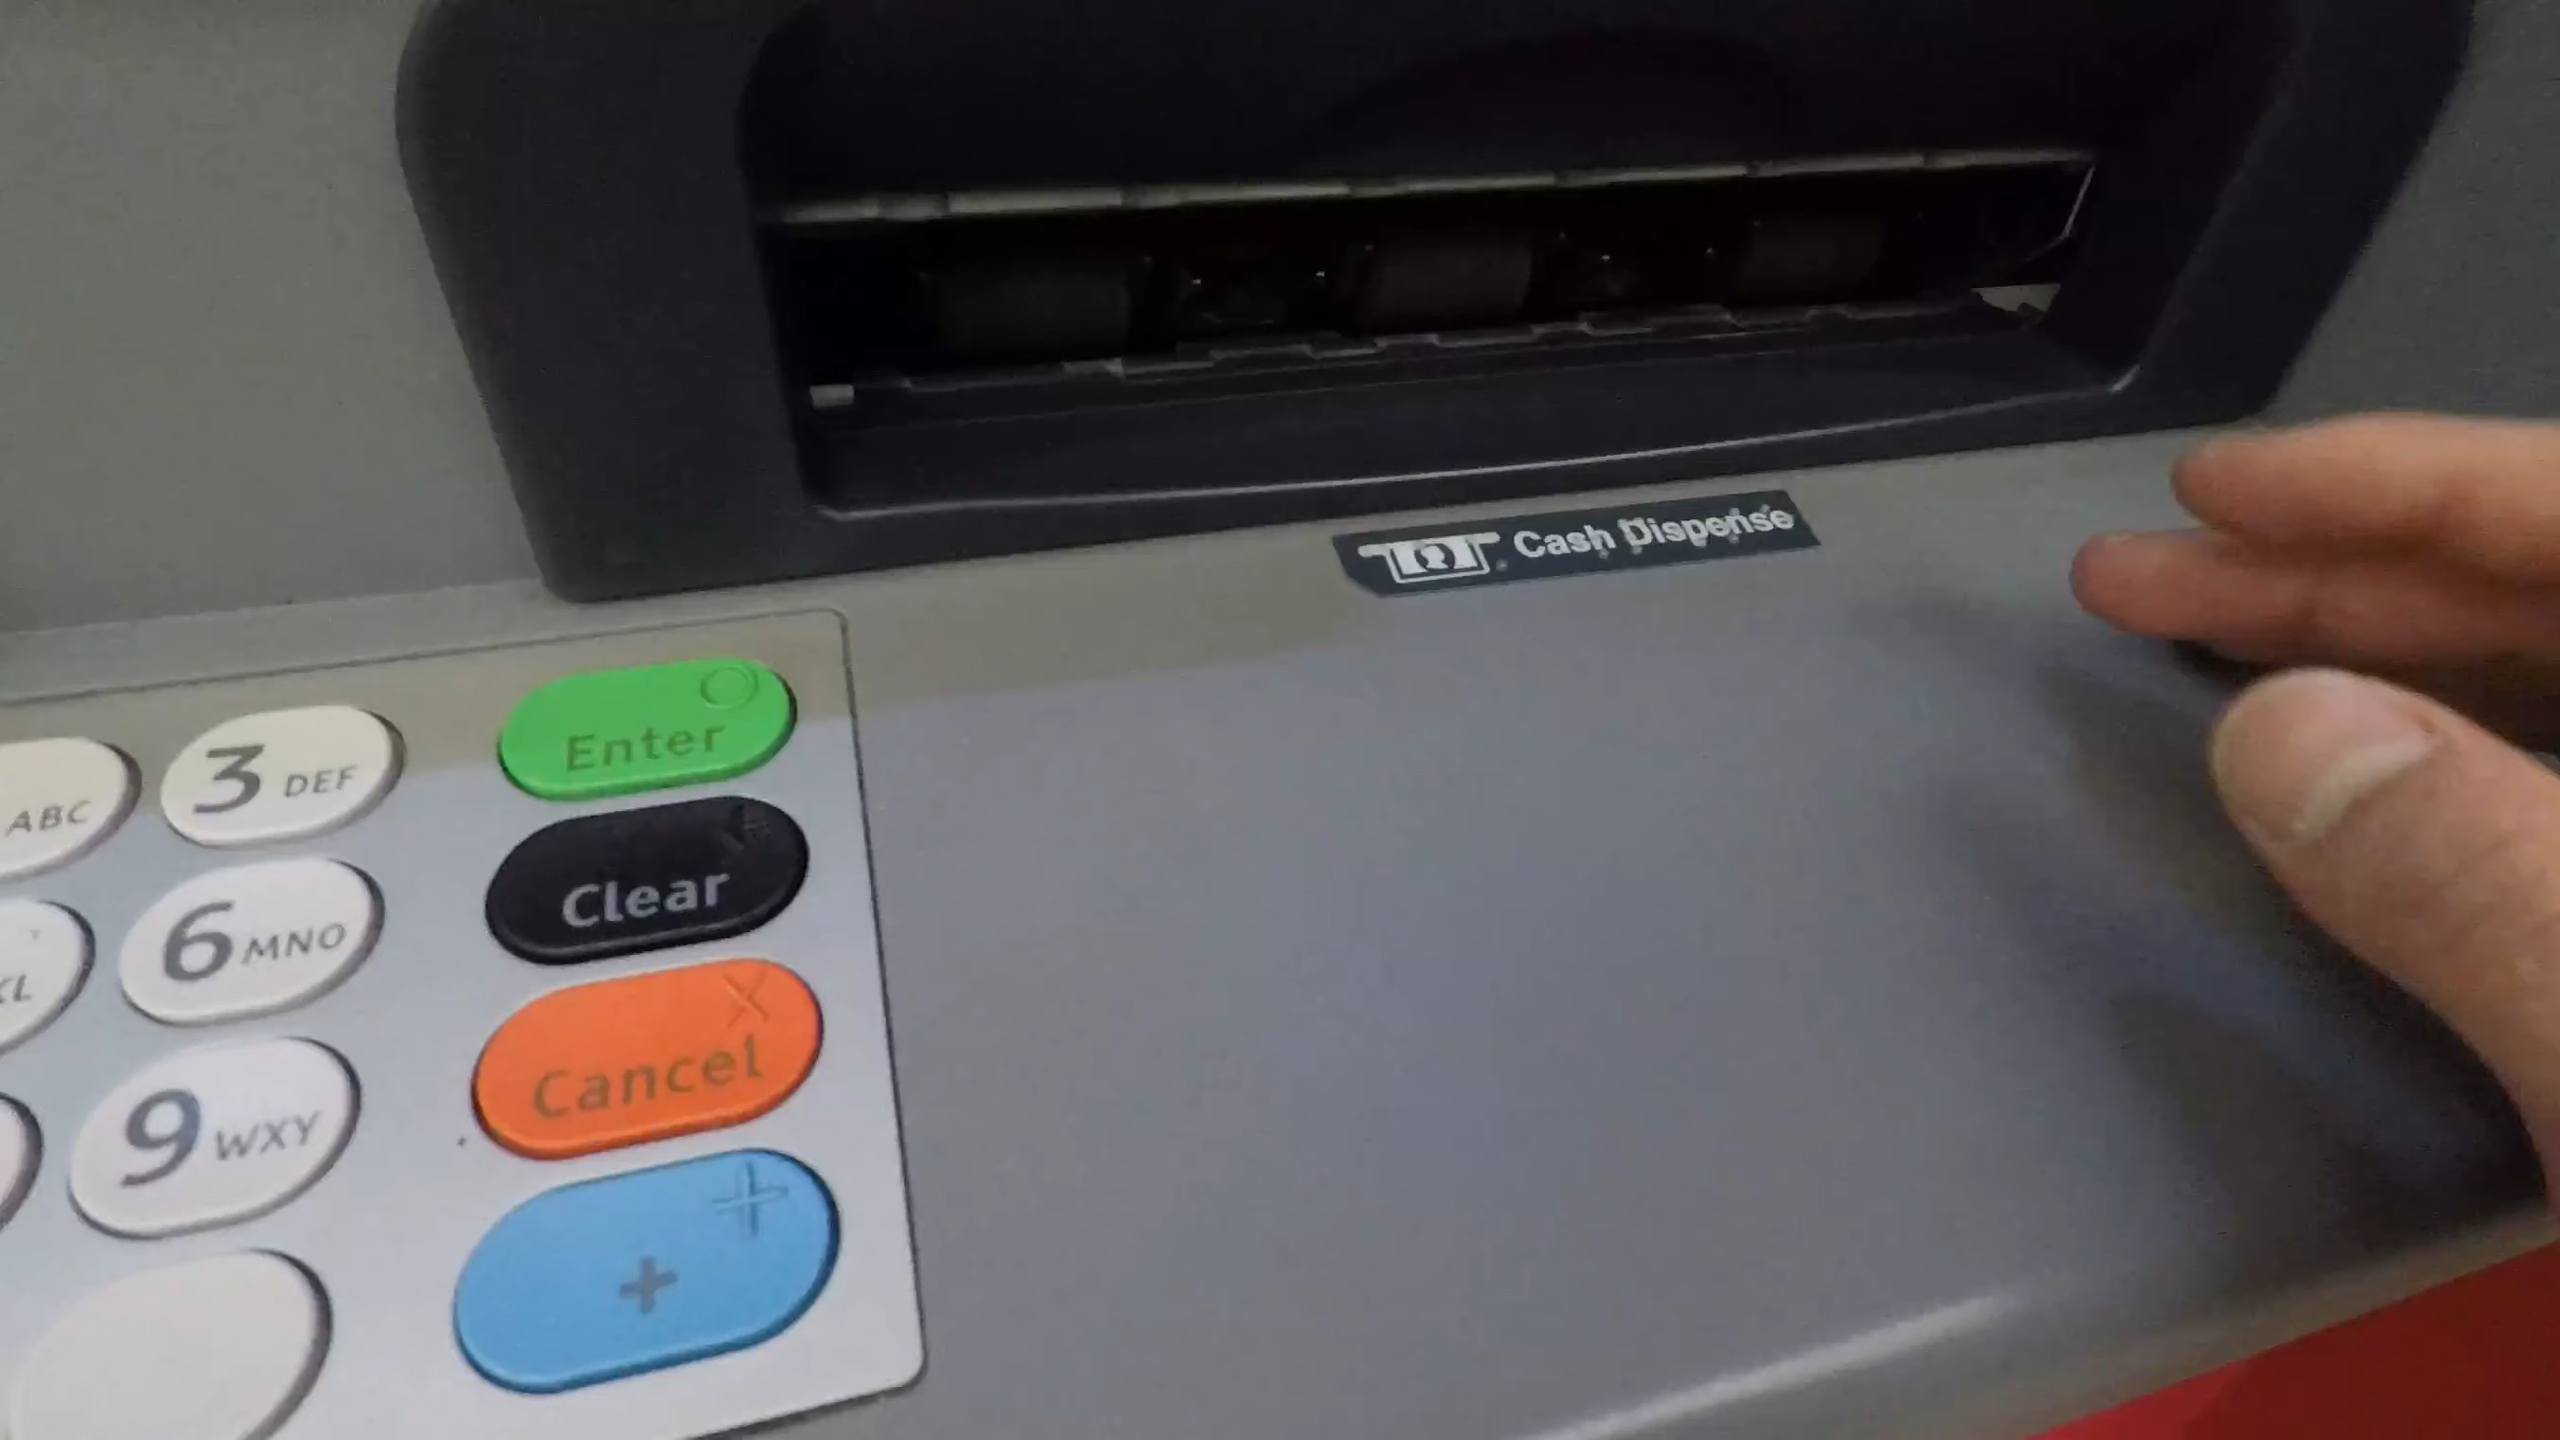 Cash Dispense
Enter
ABC
3 DEF
Clear
6 MNO
Cancel
9 WXY
+